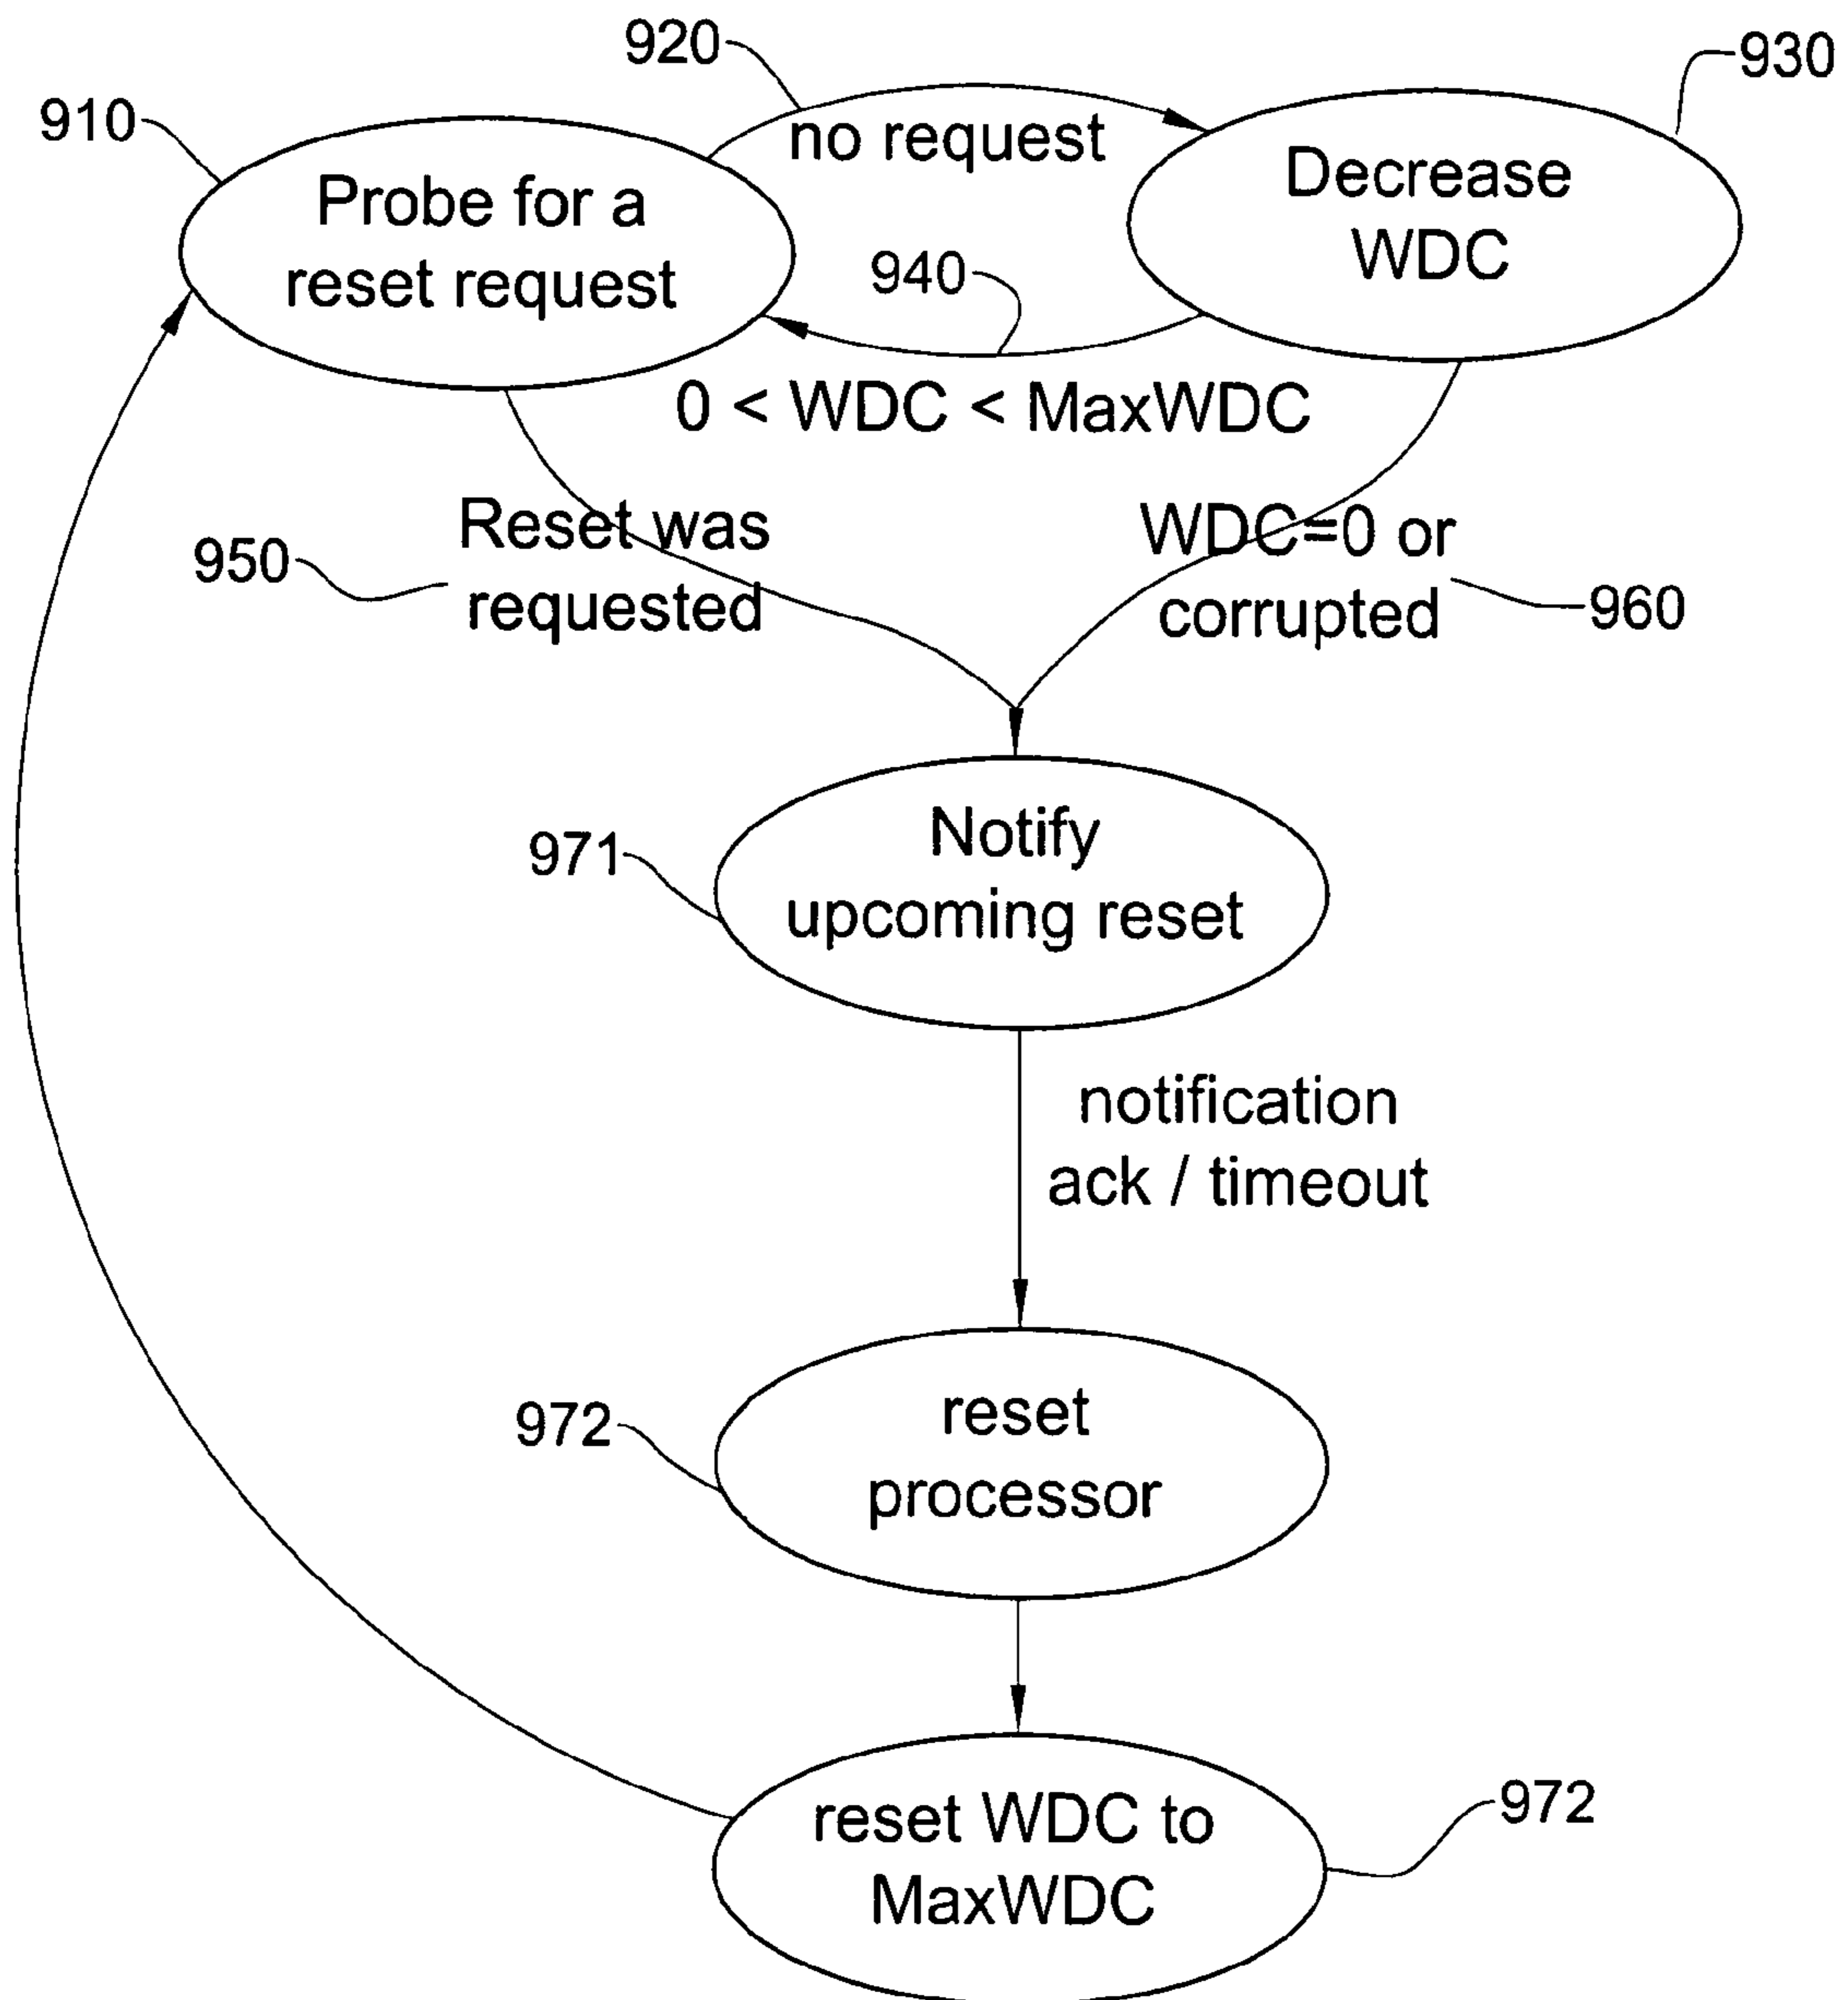 920
930
910
no request
Probe for a
reset request
Decrease
WDC
940
0 < WDC < MaxWDC
Reset was
requested
950
WDC=0 or
corrupted
960
Notify
upcoming reset
971
notification
ack / timeout
972
reset
processor
reset WDC to
MaxWDC
972